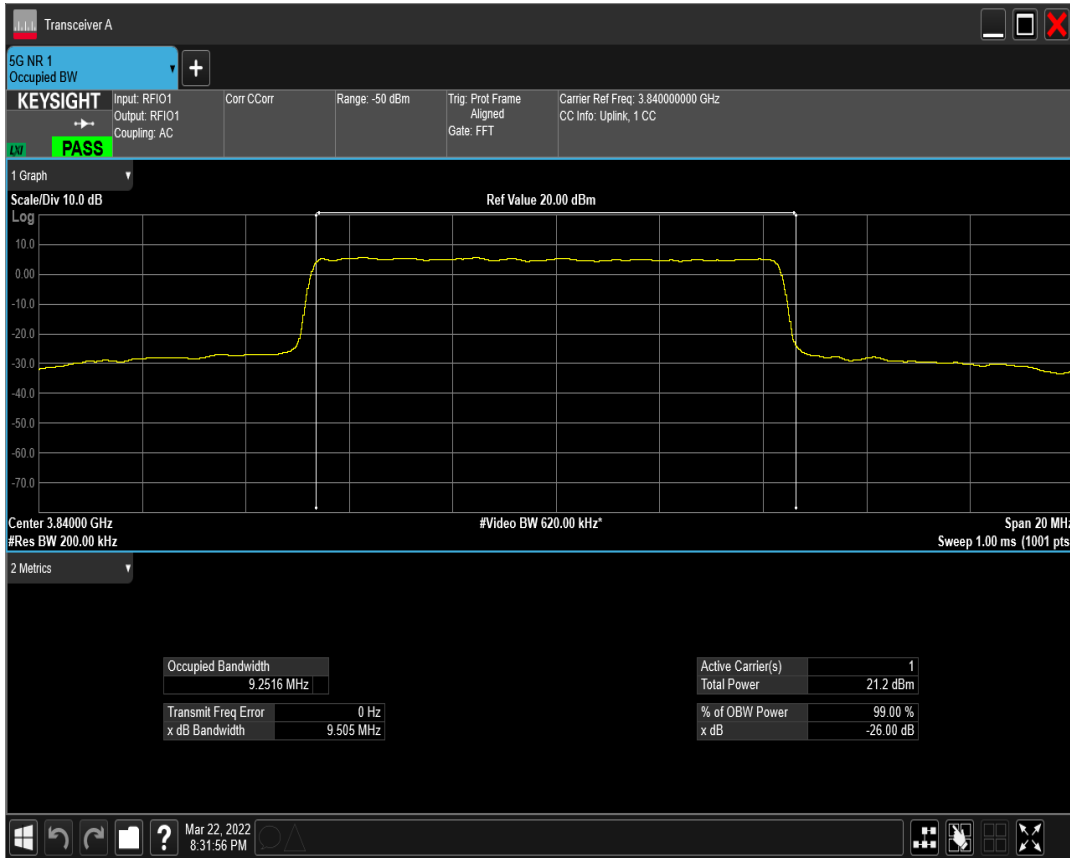 Transceiver A
5G NR 1
Occupied BW
KEYSIGHT
LXI
PASS
Input: RFIO1
Output: RFIO1
Coupling: AC
Corr CCorr
Range: -50 dBm
Trig: Prot Frame
Aligned
Gate: FFT
Carrier Ref Freq: 3.840000000 GHz
CC Info: Uplink, 1 CC
1 Graph
Scale/Div 10.0 dB
Ref Value 20.00 dBm
Log
10.0
0.00
-10.0
-20.0
-30.0
-40.0
-50.0
-60.0
-70.0
Center 3.84000 GHz
#Video BW 620.00 kHz*
Span 20 MHz
#Res BW 200.00 kHz
Sweep 1.00 ms (1001 pts
2 Metrics
Occupied Bandwidth
9.2516 MHz
Transmit Freq Error 0 Hz
x dB Bandwidth 9.505 MHz
Active Carrier(s) 1
Total Power 21.2 dBm
% of OBW Power 99.00 %
x dB -26.00 dB
?
Mar 22, 2022
8:31:56 PM